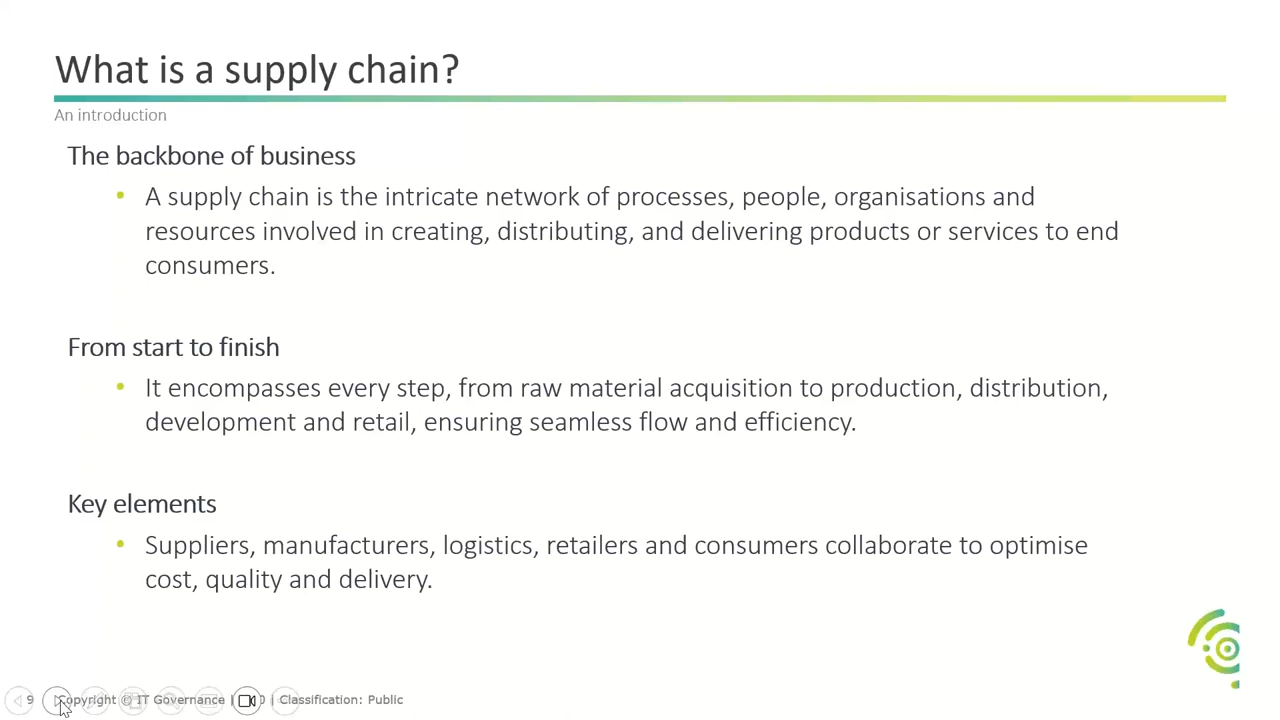 What is a supply chain?
An introduction
The backbone of business
• A supply chain is the intricate network of processes, people, organisations and
resources involved in creating, distributing, and delivering products or services to end
consumers.
From start to finish
• It encompasses every step, from raw material acquisition to production, distribution,
development and retail, ensuring seamless flow and efficiency.
Key elements
• Suppliers, manufacturers, logistics, retailers and consumers collaborate to optimise
cost, quality and delivery.
9 Copyright © IT Governance | 0 | Classification: Public